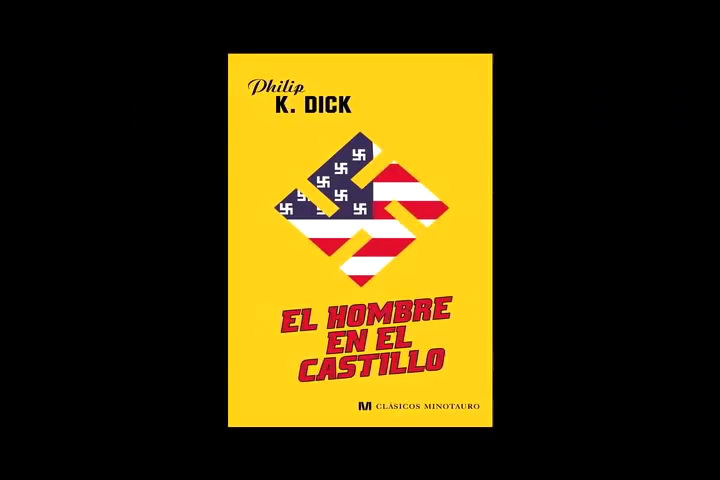 Philip
K. DICK
EL HOMBRE
EN EL
CASTILLO
M CLÁSICOS MINOTAURO